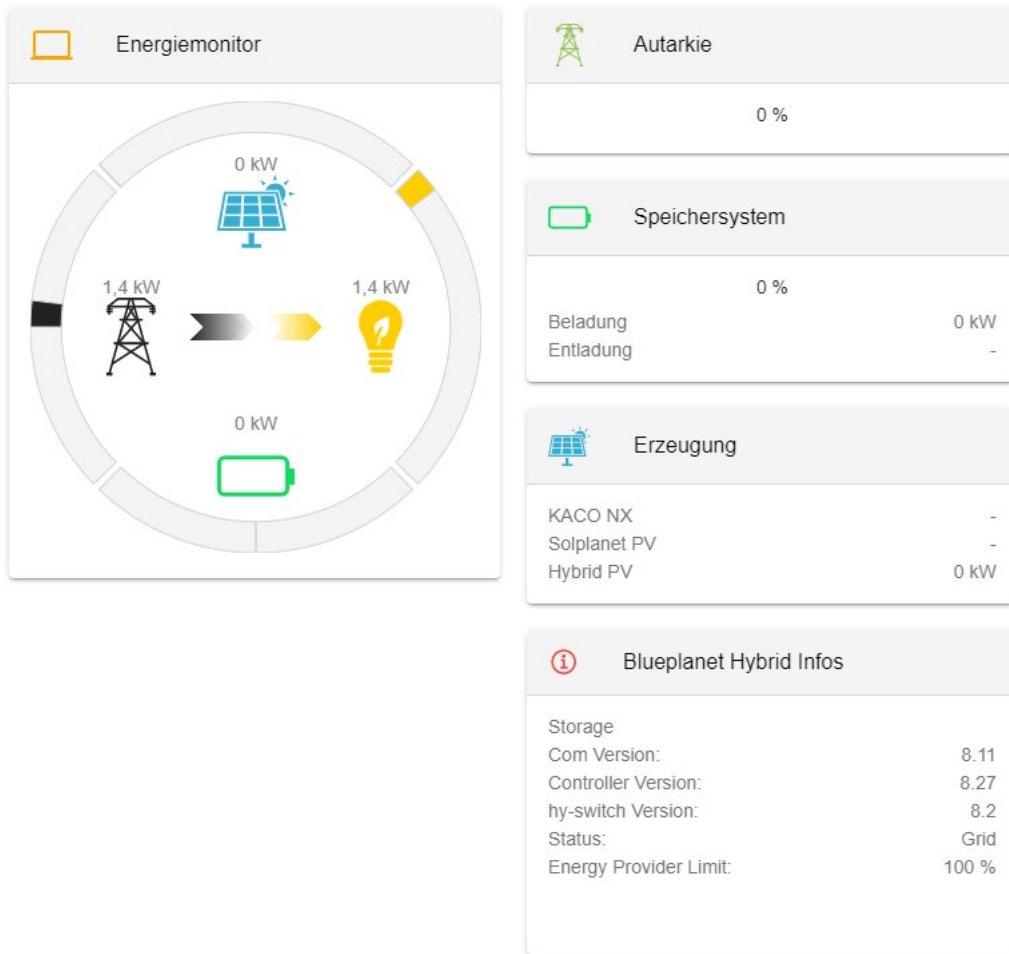 Energiemonitor
0 kW
1,4 kW
1,4 kW
0 kW
Autarkie
0 %
Speichersystem
0 %
Beladung 0 kW
Entladung -
Erzeugung
KACO NX -
Solplanet PV -
Hybrid PV 0 kW
Blueplanet Hybrid Infos
Storage
Com Version: 8.11
Controller Version: 8.27
hy-switch Version: 8.2
Status: Grid
Energy Provider Limit: 100 %